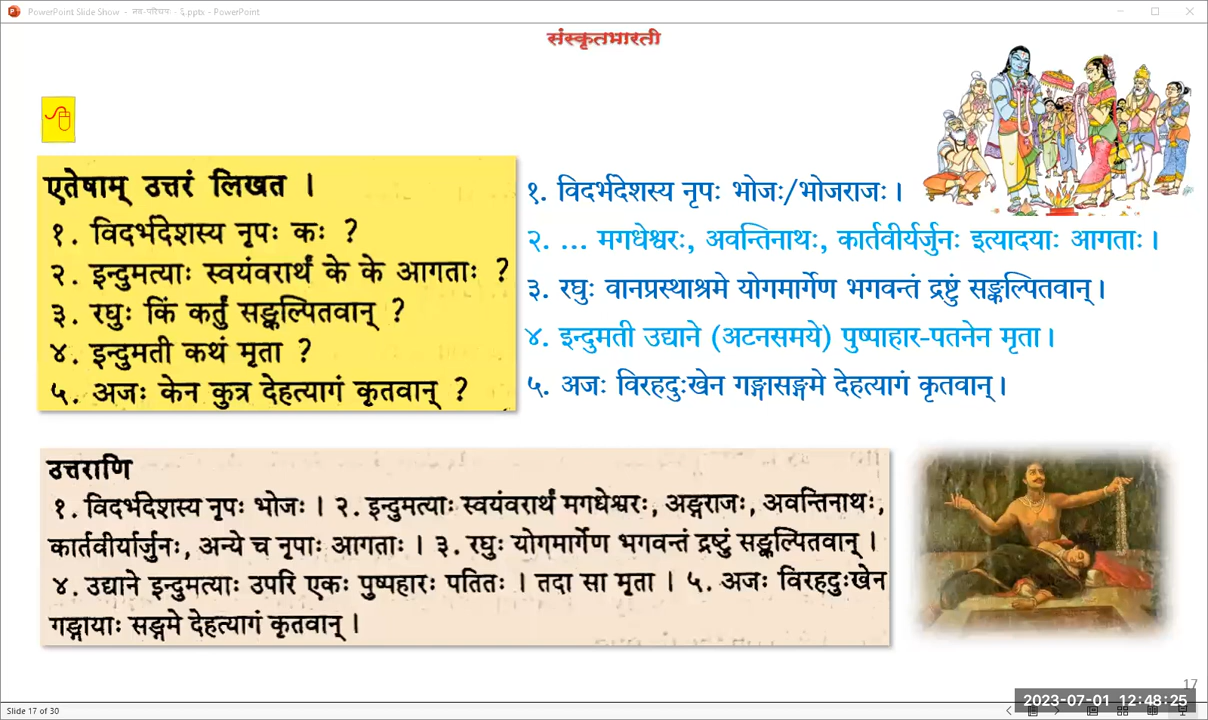 PowerPoint Slide Show - नव-परिचयः - ६.pptx - PowerPoint
संस्कृतभारती
एतेषाम् उत्तरं लिखत ।
१. विदर्भदेशस्य नृपः कः ?
२. इन्दुमत्याः स्वयंवरार्थं के के आगताः ?
३. रघुः किं कर्तुं सङ्कल्पितवान् ?
४. इन्दुमती कथं मृता ?
५. अजः केन कुत्र देहत्यागं कृतवान् ?
१. विदर्भदेशस्य नृपः भोजः/भोजराजः ।
२. ... मगधेश्वरः, अवन्तिनाथः, कार्तवीर्यर्जुनः इत्यादयाः आगताः ।
३. रघुः वानप्रस्थाश्रमे योगमार्गेण भगवन्तं द्रष्टुं सङ्कल्पितवान् ।
४. इन्दुमती उद्याने (अटनसमये) पुष्पाहार-पतनेन मृता ।
५. अजः विरहदुःखेन गङ्गासङ्गमे देहत्यागं कृतवान् ।
उत्तराणि
१. विदर्भदेशस्य नृपः भोजः । २. इन्दुमत्याः स्वयंवरार्थं मगधेश्वरः, अङ्गराजः, अवन्तिनाथः,
कार्तवीर्यार्जुनः, अन्ये च नृपाः आगताः । ३. रघुः योगमार्गेण भगवन्तं द्रष्टुं सङ्कल्पितवान् ।
४. उद्याने इन्दुमत्याः उपरि एकः पुष्पहारः पतितः । तदा सा मृता । ५. अजः विरहदुःखेन
गङ्गायाः सङ्गमे देहत्यागं कृतवान् ।
17
2023-07-01 12:48:25
Slide 17 of 30